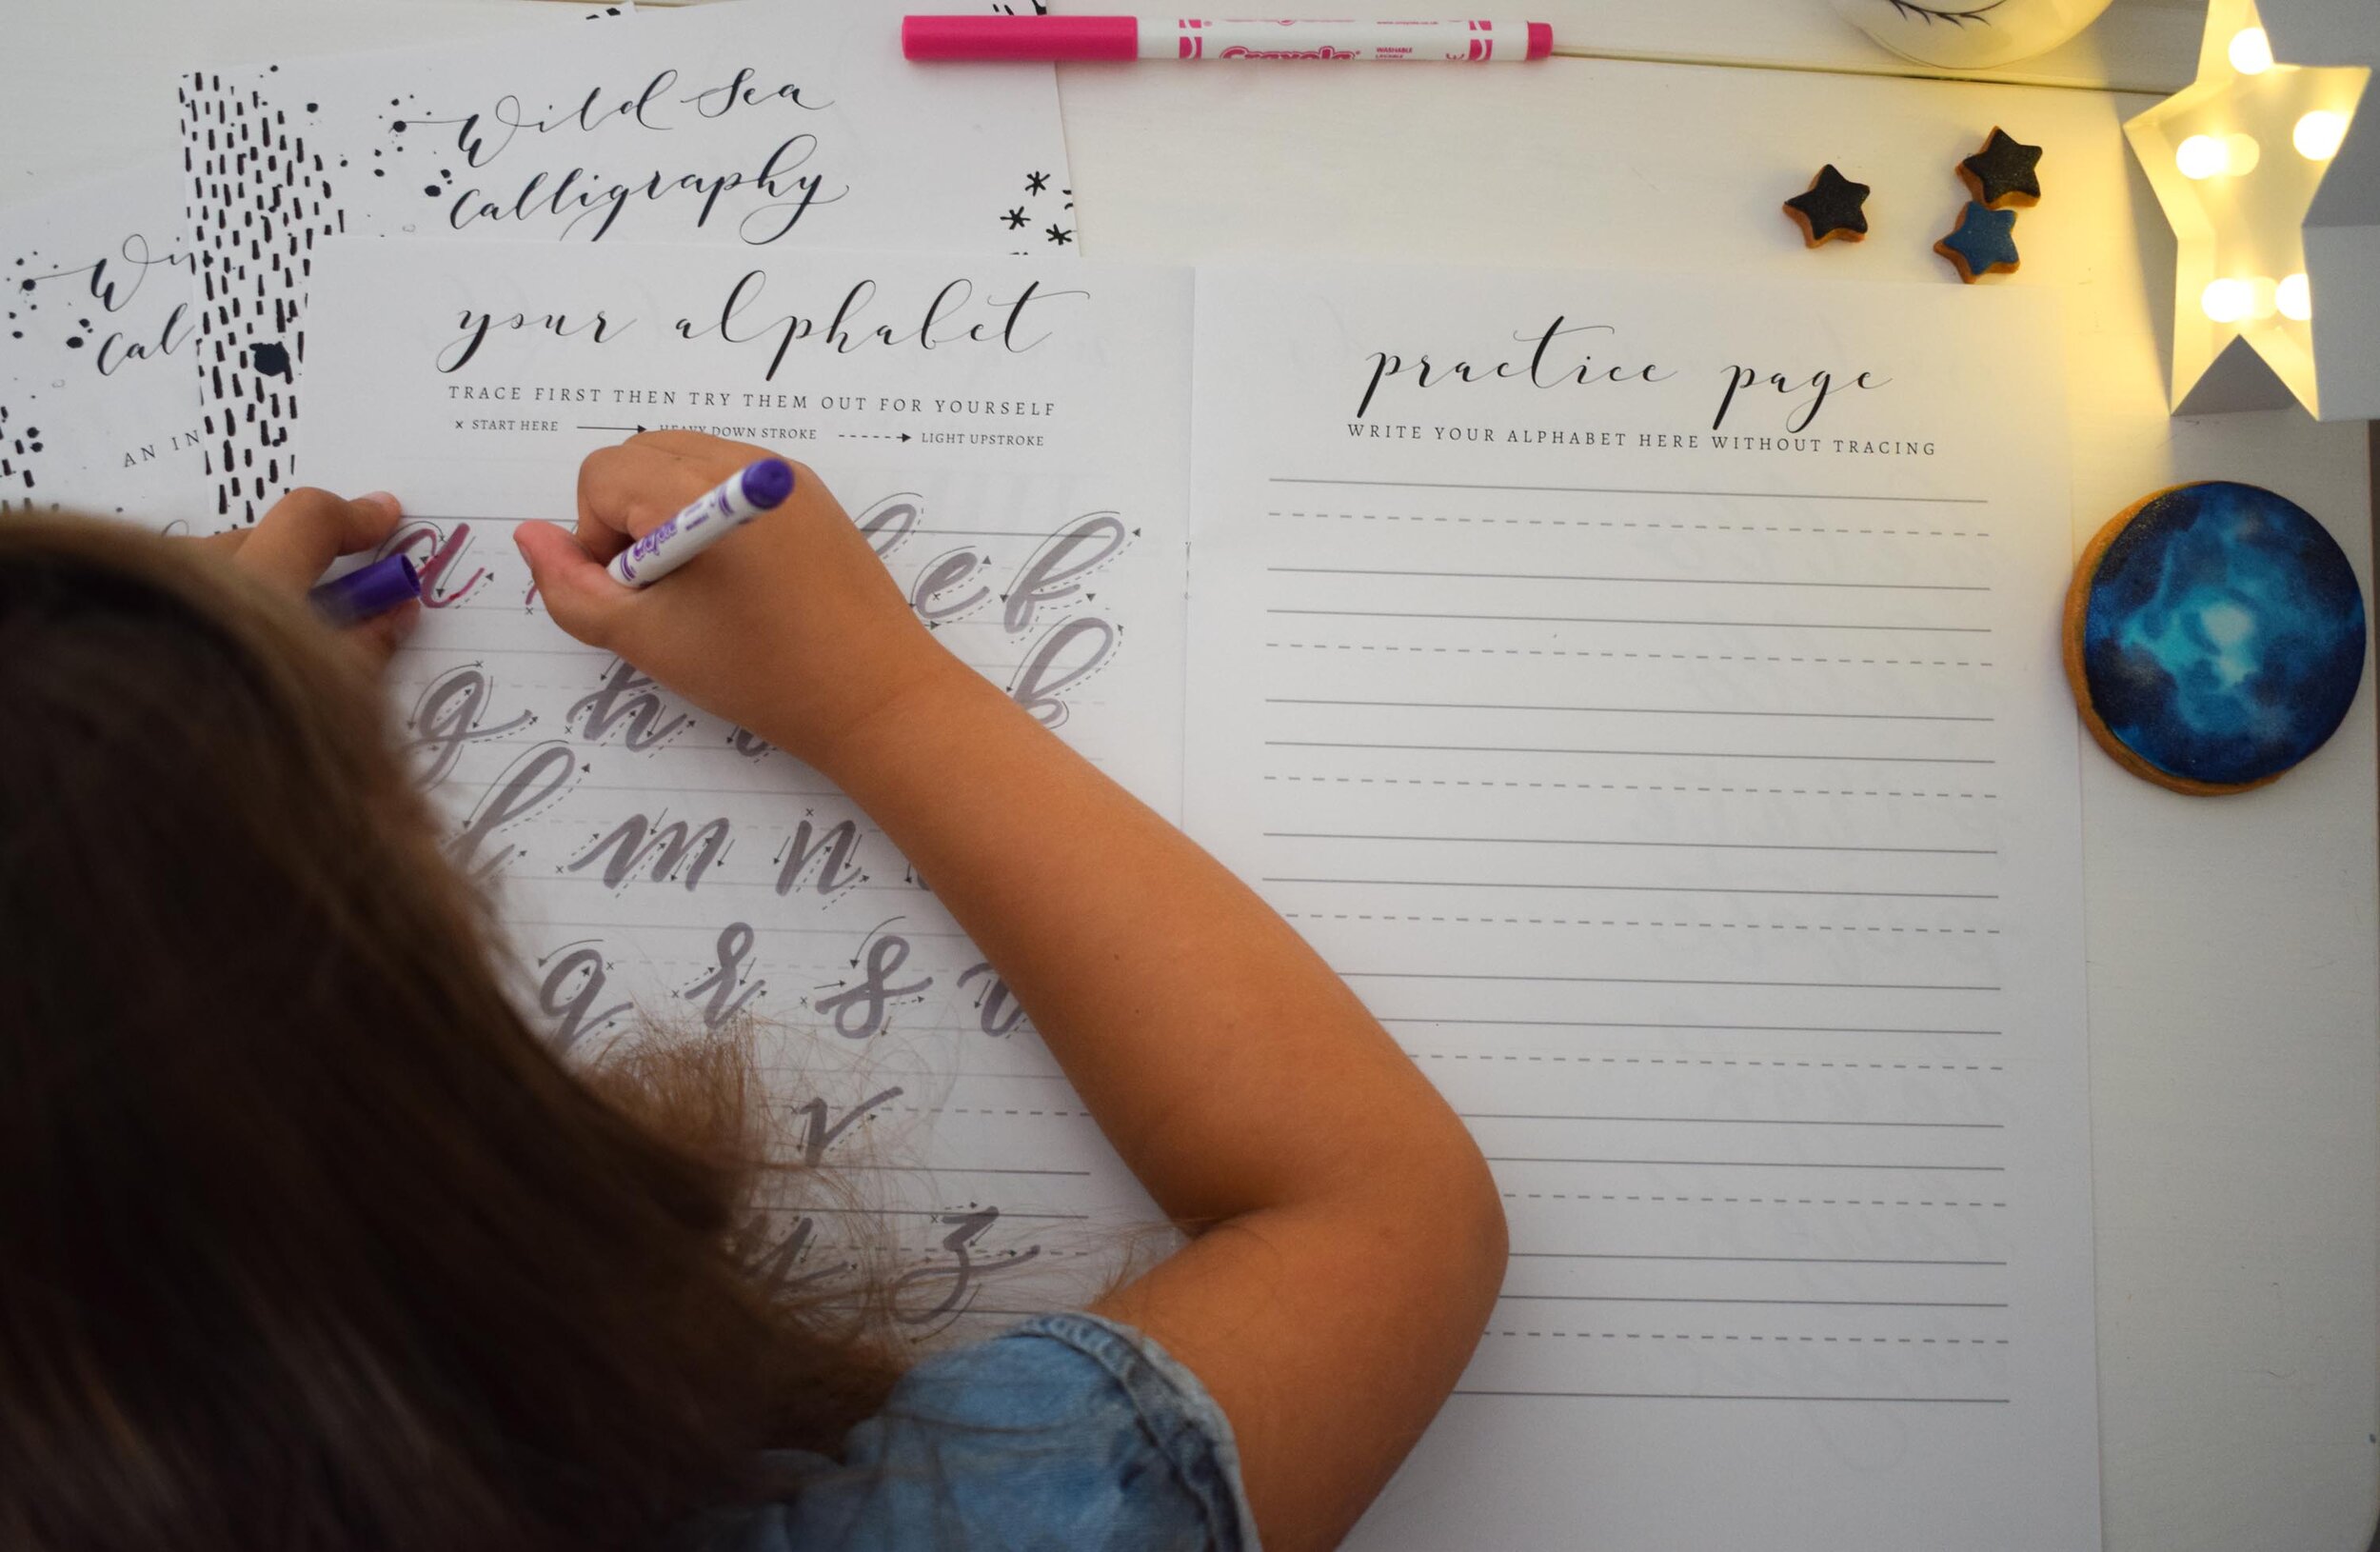 Crayola WASHABLE
Wild Sea
Calligraphy
Cal
AN IN
your alphabet
TRACE FIRST THEN TRY THEM OUT FOR YOURSELF
× START HERE HEAVY DOWN STROKE LIGHT UPSTROKE
a e f
g h
l m n
q r s
v
y z
practice page
WRITE YOUR ALPHABET HERE WITHOUT TRACING
Crayola